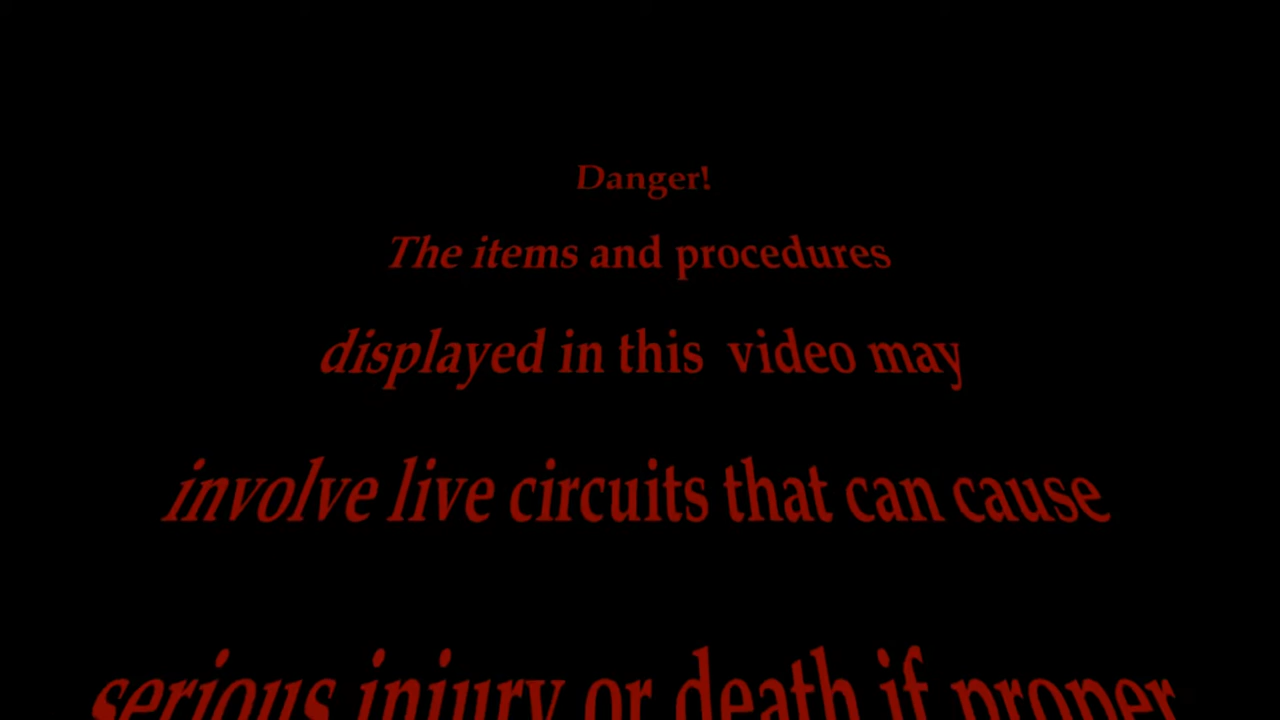 Danger!
The items and procedures
displayed in this  video may
involve live circuits that can cause
serious injury or death if proper